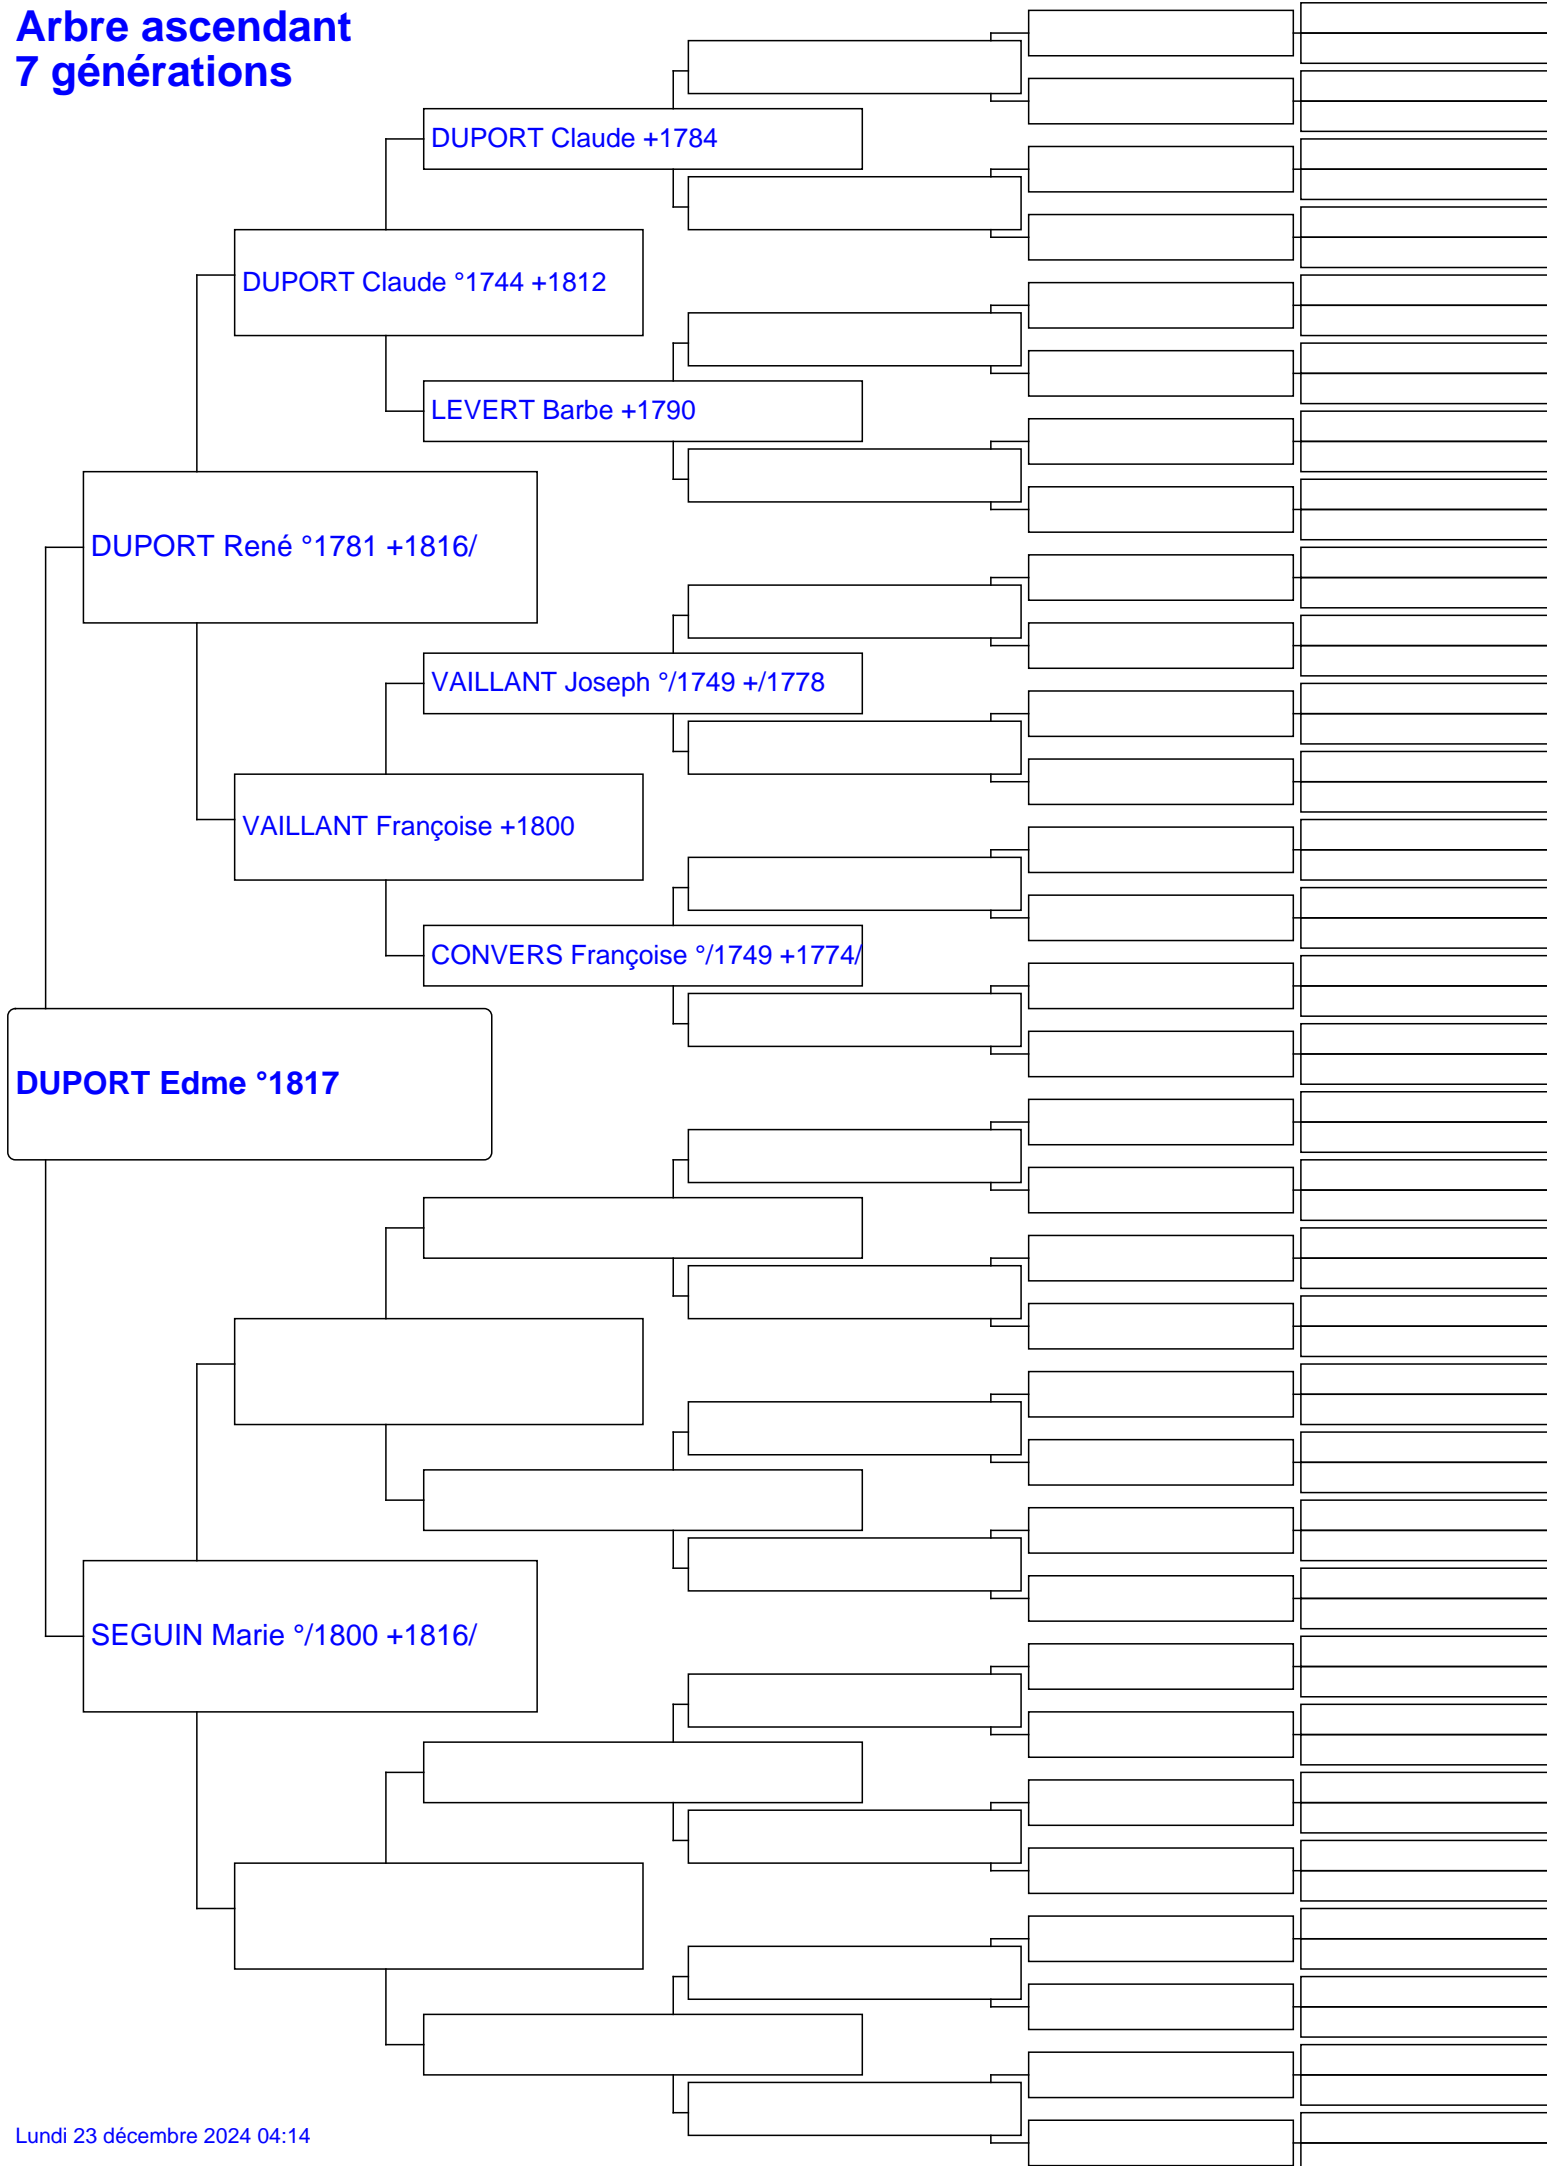 Arbre ascendant
7 générations
DUPORT Claude +1784
DUPORT Claude °1744 +1812
LEVERT Barbe +1790
DUPORT René °1781 +1816/
VAILLANT Joseph °/1749 +/1778
VAILLANT Françoise +1800
CONVERS Françoise °/1749 +1774/
DUPORT Edme °1817
SEGUIN Marie °/1800 +1816/
Lundi 23 décembre 2024 04:14